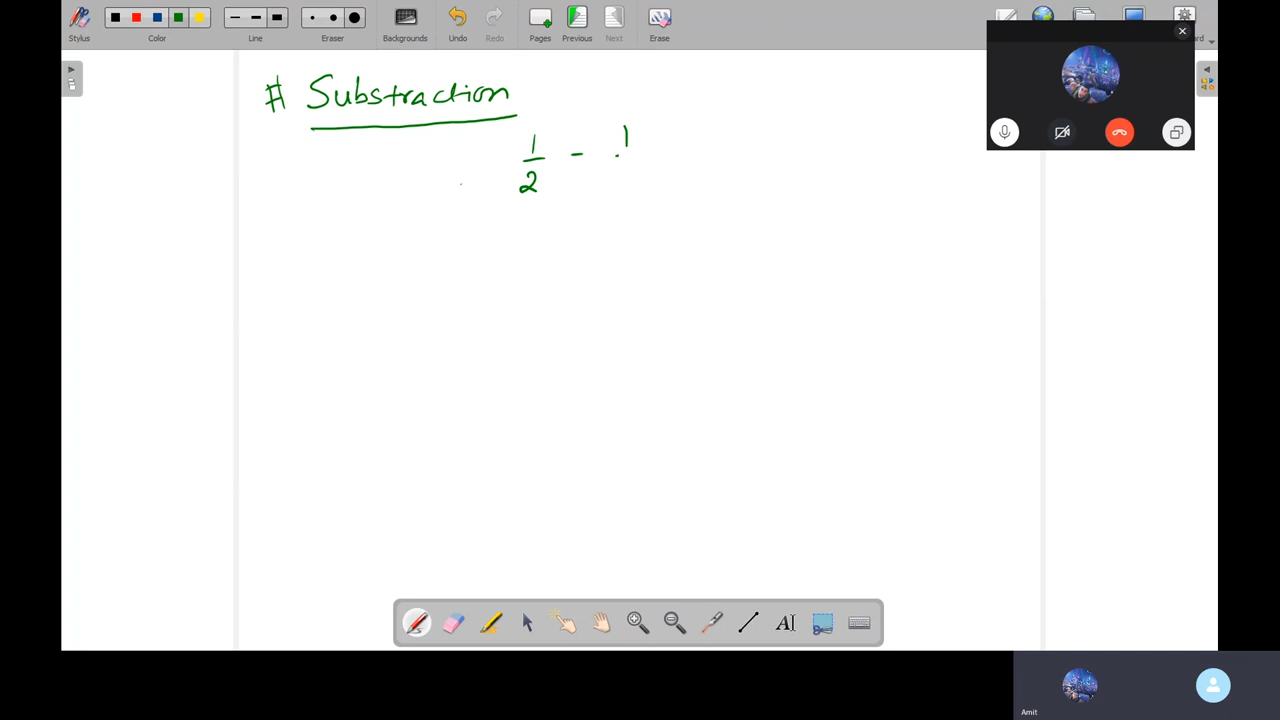 Stylus Color Line Eraser Backgrounds Undo Redo Pages Previous Next Erase
# Substraction
1/2 - 1
Amit